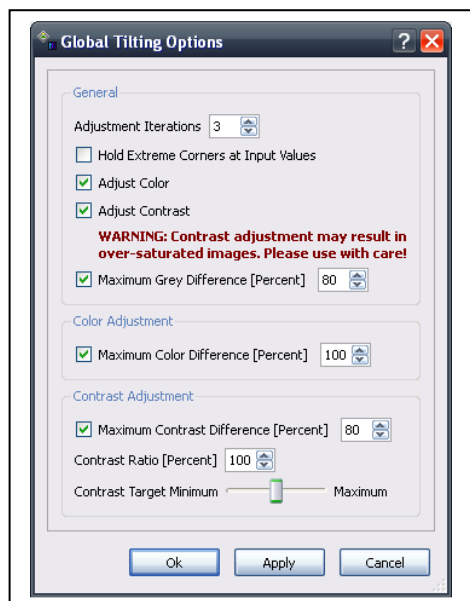 Global Tilting Options
General
Adjustment Iterations 3
Hold Extreme Corners at Input Values
Adjust Color
Adjust Contrast
WARNING: Contrast adjustment may result in
over-saturated images. Please use with care!
Maximum Grey Difference [Percent] 80
Color Adjustment
Maximum Color Difference [Percent] 100
Contrast Adjustment
Maximum Contrast Difference [Percent] 80
Contrast Ratio [Percent] 100
Contrast Target Minimum Maximum
Ok Apply Cancel